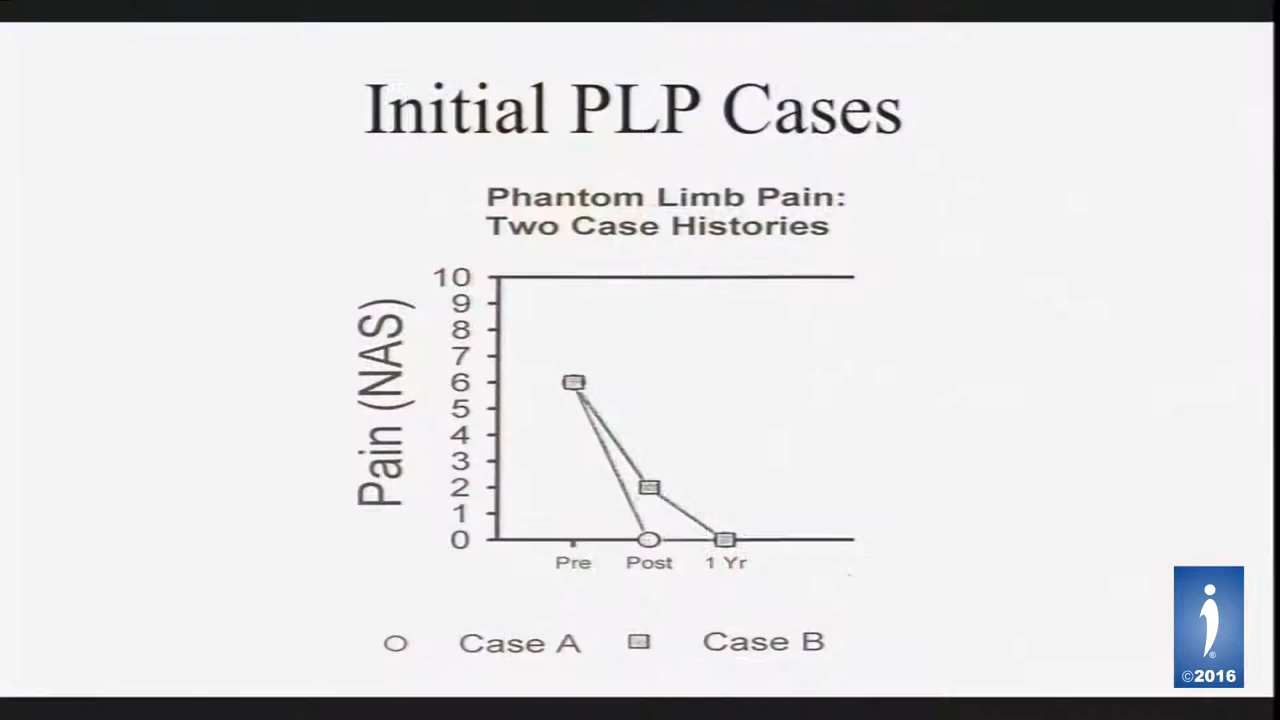 Initial PLP Cases
Phantom Limb Pain:
Two Case Histories
Pain (NAS)
10
9
8
7
6
5
4
3
2
1
0
Pre Post 1 Yr
Case A Case B
©2016